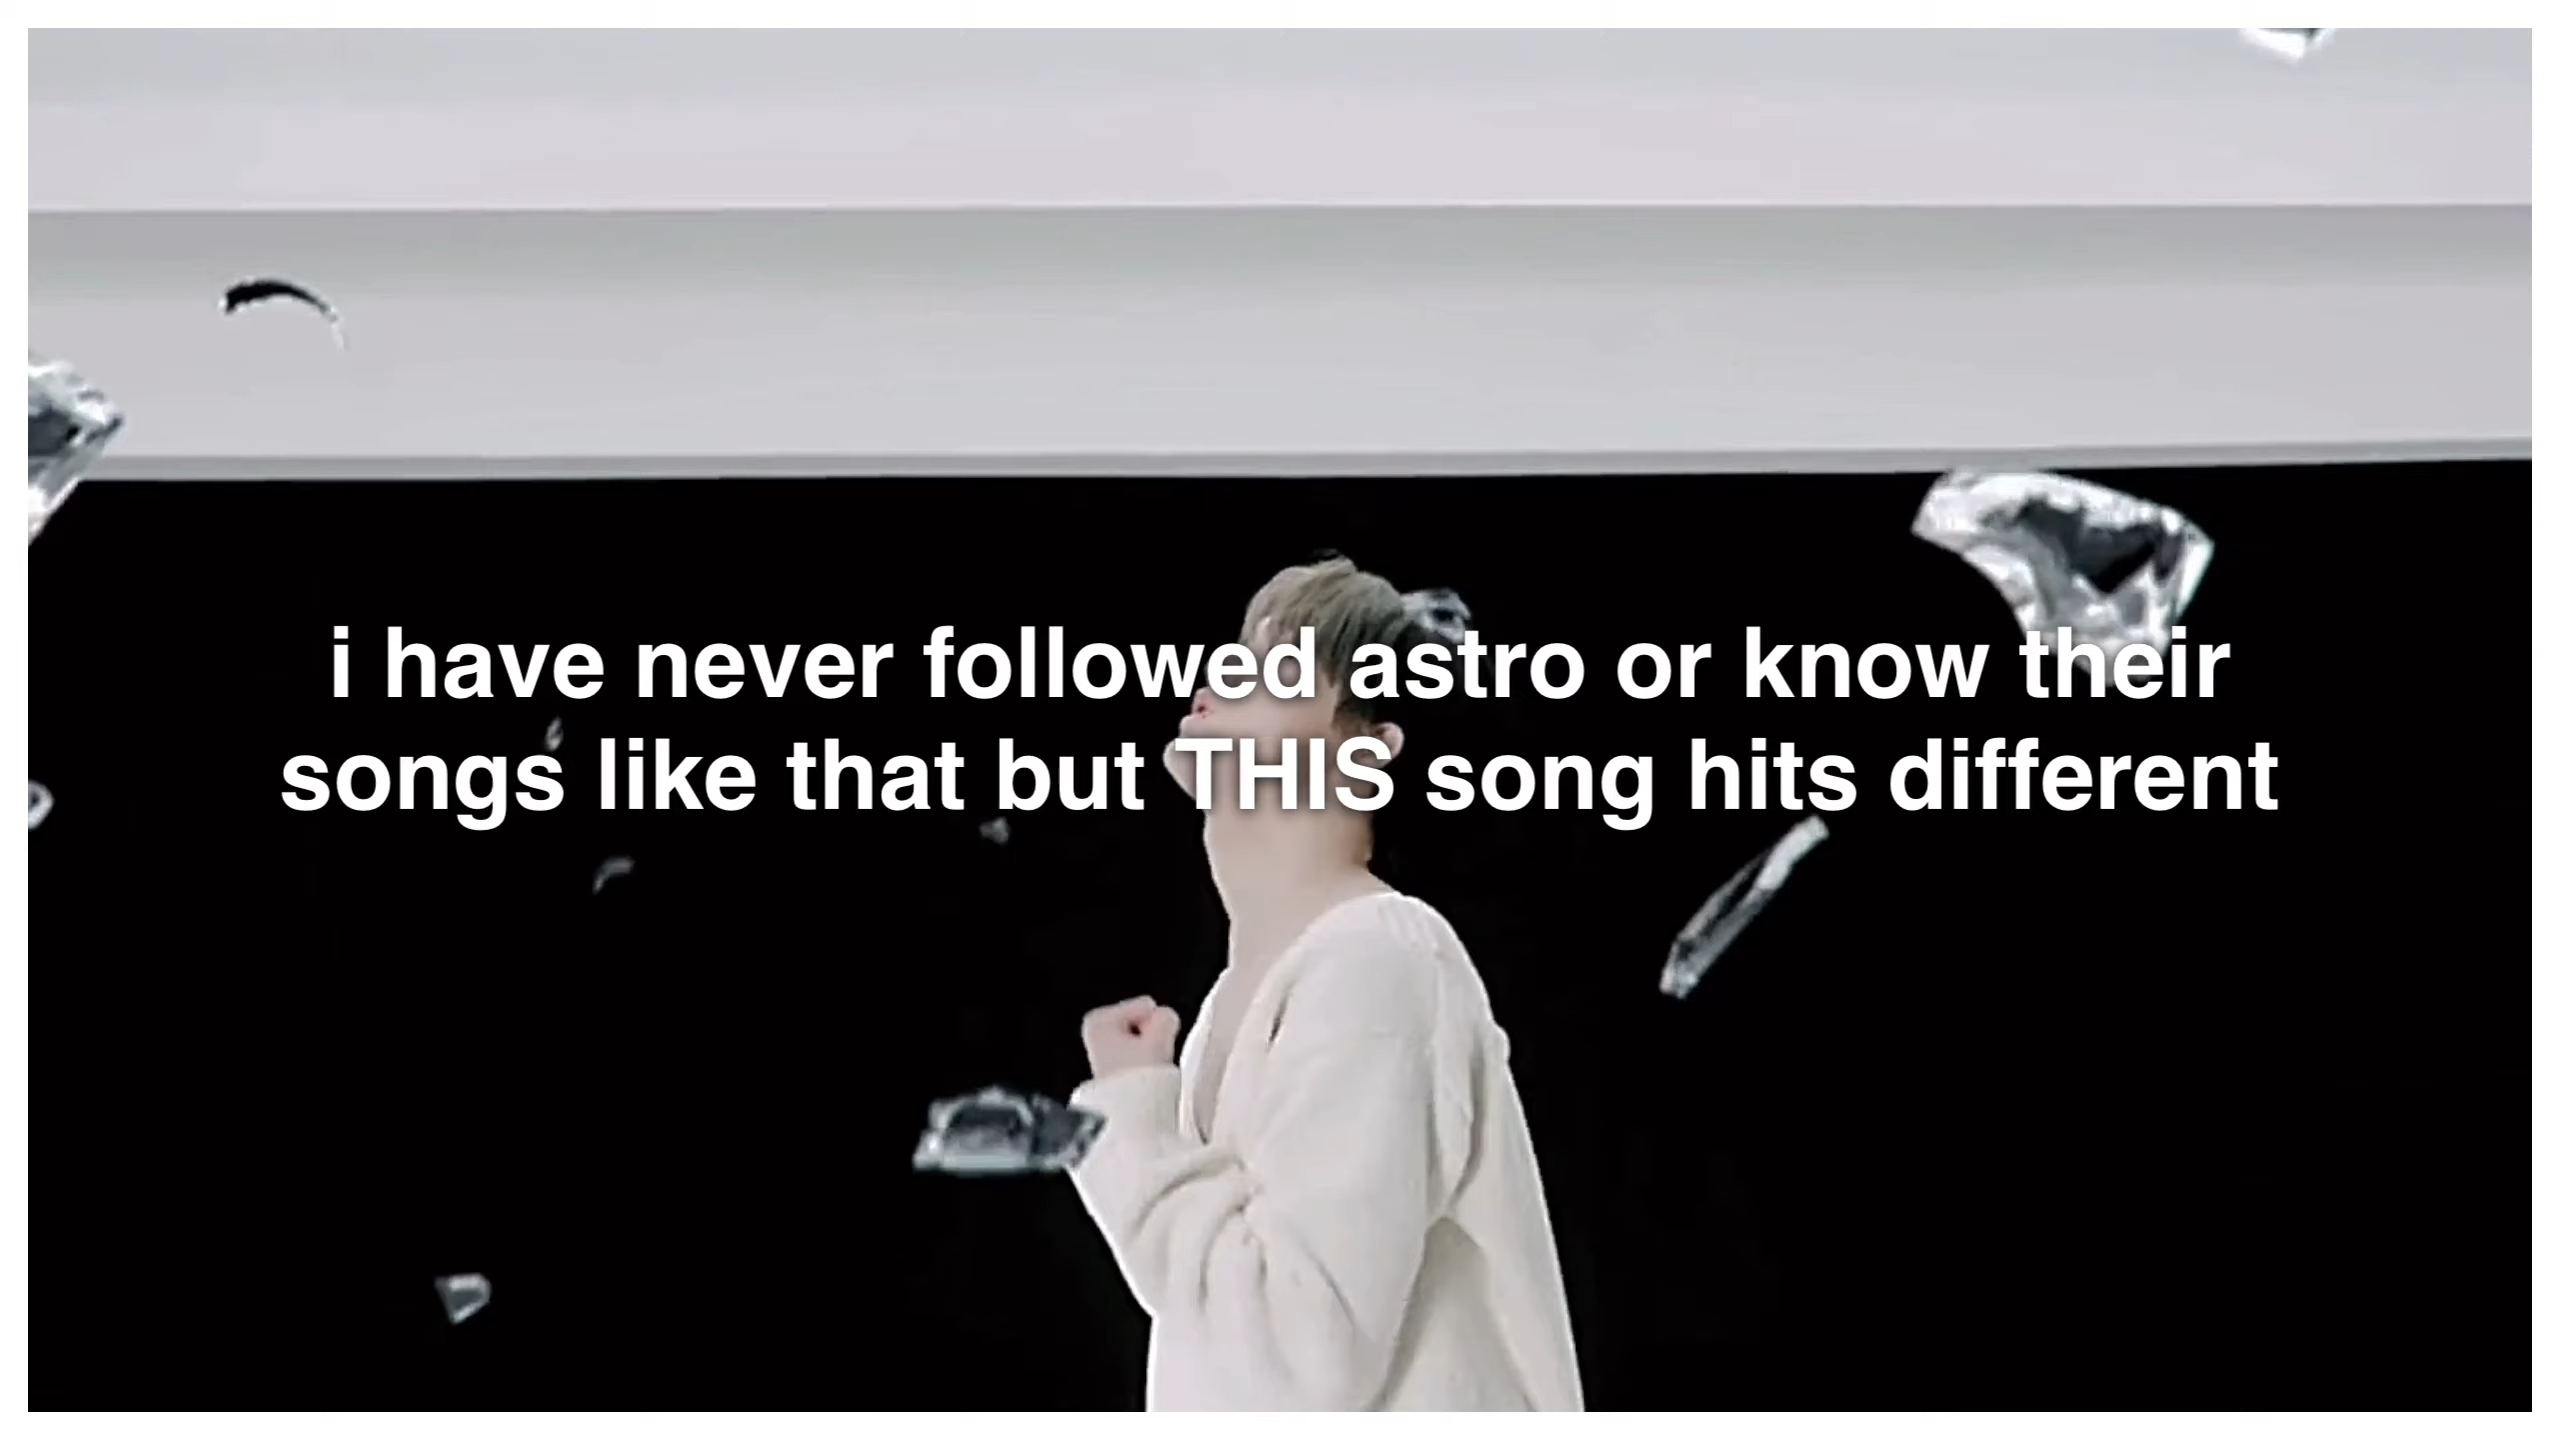 i have never followed astro or know their
songs like that but THIS song hits different